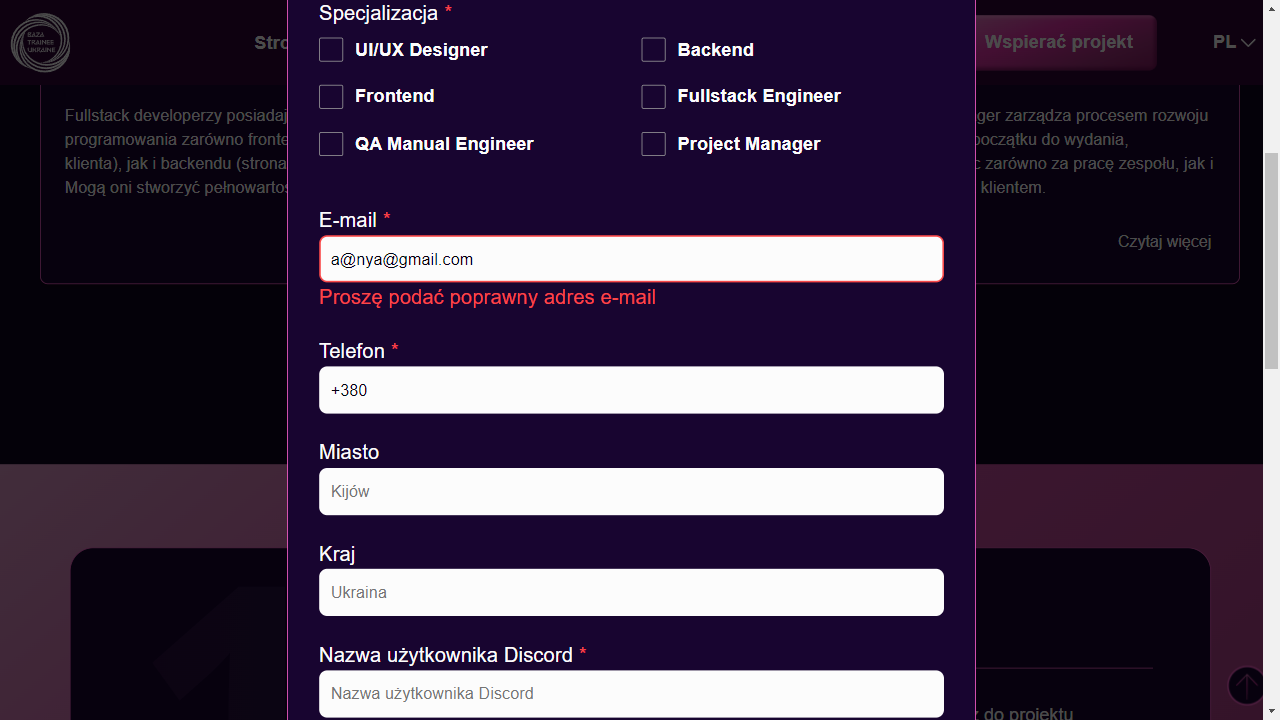 BAZA
TRAINEE
UKRAINE
Wspierać projekt
PL
Specjalizacja *
UI/UX Designer
Backend
Frontend
Fullstack Engineer
QA Manual Engineer
Project Manager
Fullstack developerzy posiadaj
programowania zarówno fronte
klienta), jak i backendu (strona
Mogą oni stworzyć pełnowartoś
ger zarządza procesem rozwoju
początku do wydania,
c zarówno za pracę zespołu, jak i
klientem.
Czytaj więcej
E-mail *
a@nya@gmail.com
Proszę podać poprawny adres e-mail
Telefon *
+380
Miasto
Kijów
Kraj
Ukraina
Nazwa użytkownika Discord *
Nazwa użytkownika Discord
do projektu